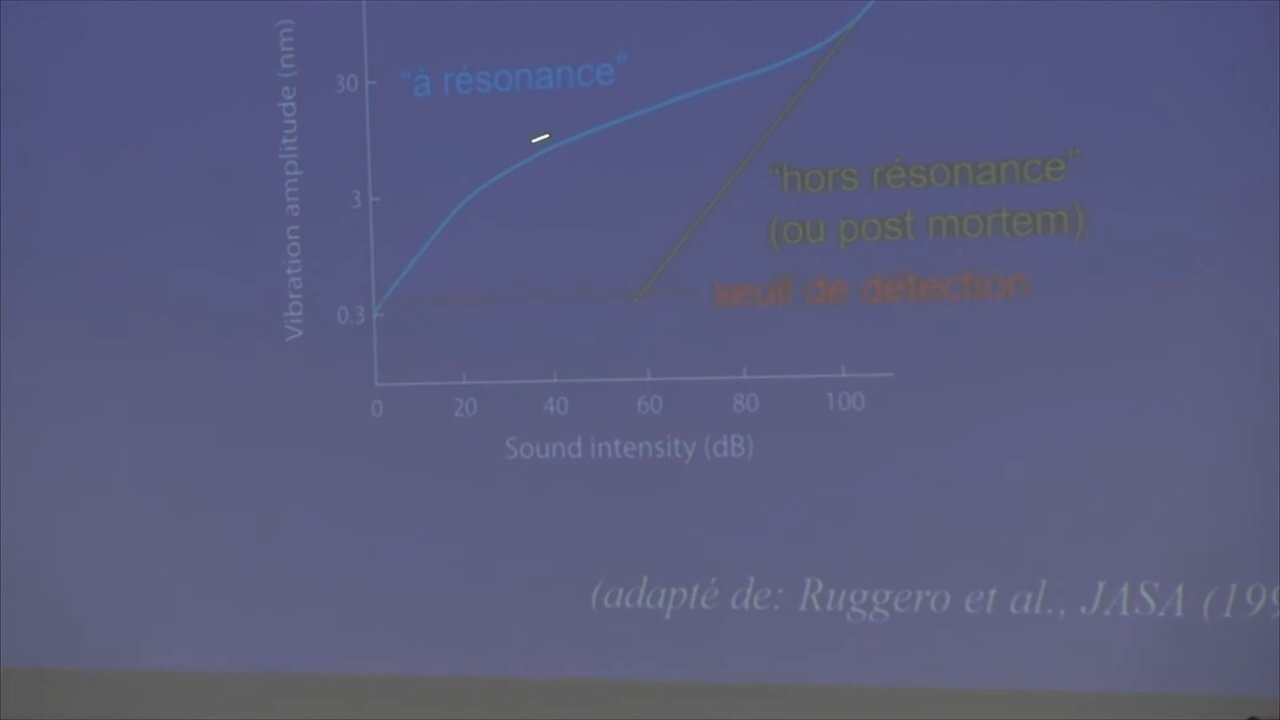 Vibration amplitude (nm)
30
3
0.3
"à résonance"
"hors résonance"
(ou post mortem)
seuil de détection
0 20 40 60 80 100
Sound intensity (dB)
(adapté de: Ruggero et al., JASA (199